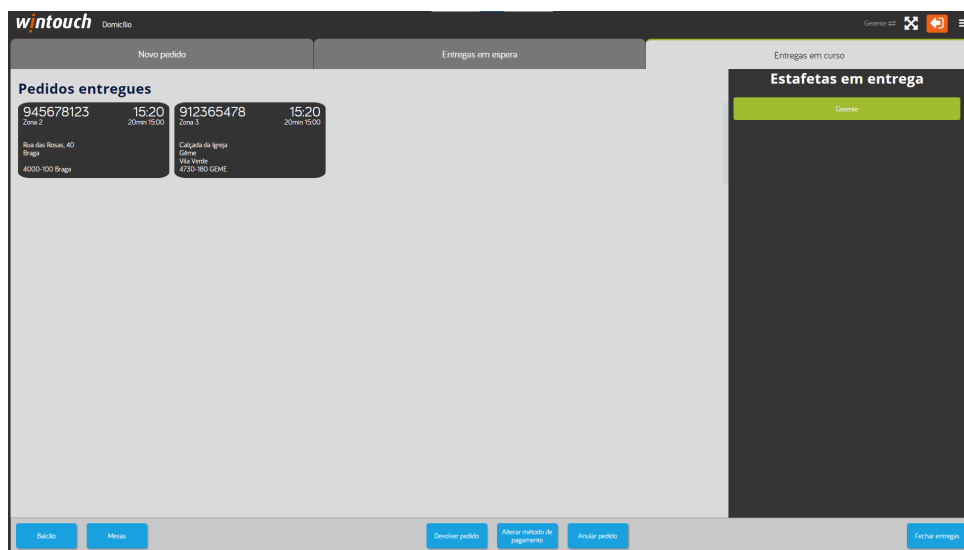 wintouch Domicílio Gerente
Novo pedido Entregas em espera Entregas em curso
Pedidos entregues
945678123 15:20
Zona 2 20min 15:00
Rua das Rosas, 40
Braga
4000-100 Braga
912365478 15:20
Zona 3 20min 15:00
Calçada da Igreja
Géme
Vila Verde
4730-180 GEME
Estafetas em entrega
Gerente
Balcão
Mesas
Devolver pedido
Alterar método de
pagamento
Anular pedido
Fechar entregas